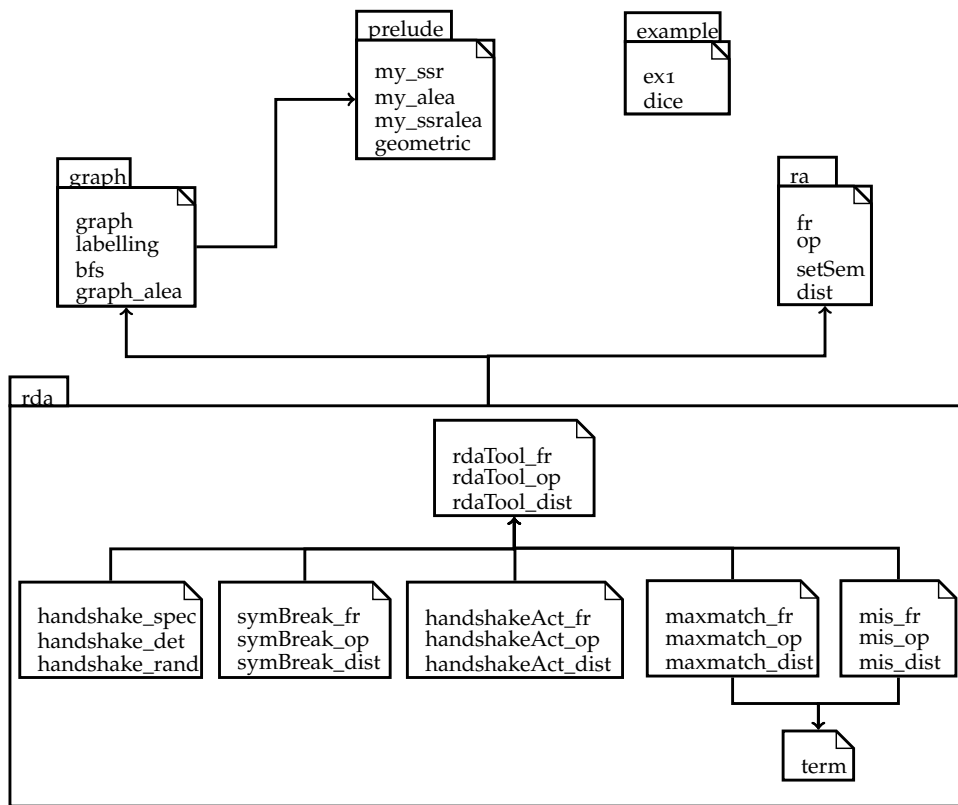 prelude
my_ssr
my_alea
my_ssralea
geometric
example
ex1
dice
graph
graph
labelling
bfs
graph_alea
ra
fr
op
setSem
dist
rda
rdaTool_fr
rdaTool_op
rdaTool_dist
handshake_spec
handshake_det
handshake_rand
symBreak_fr
symBreak_op
symBreak_dist
handshakeAct_fr
handshakeAct_op
handshakeAct_dist
maxmatch_fr
maxmatch_op
maxmatch_dist
mis_fr
mis_op
mis_dist
term